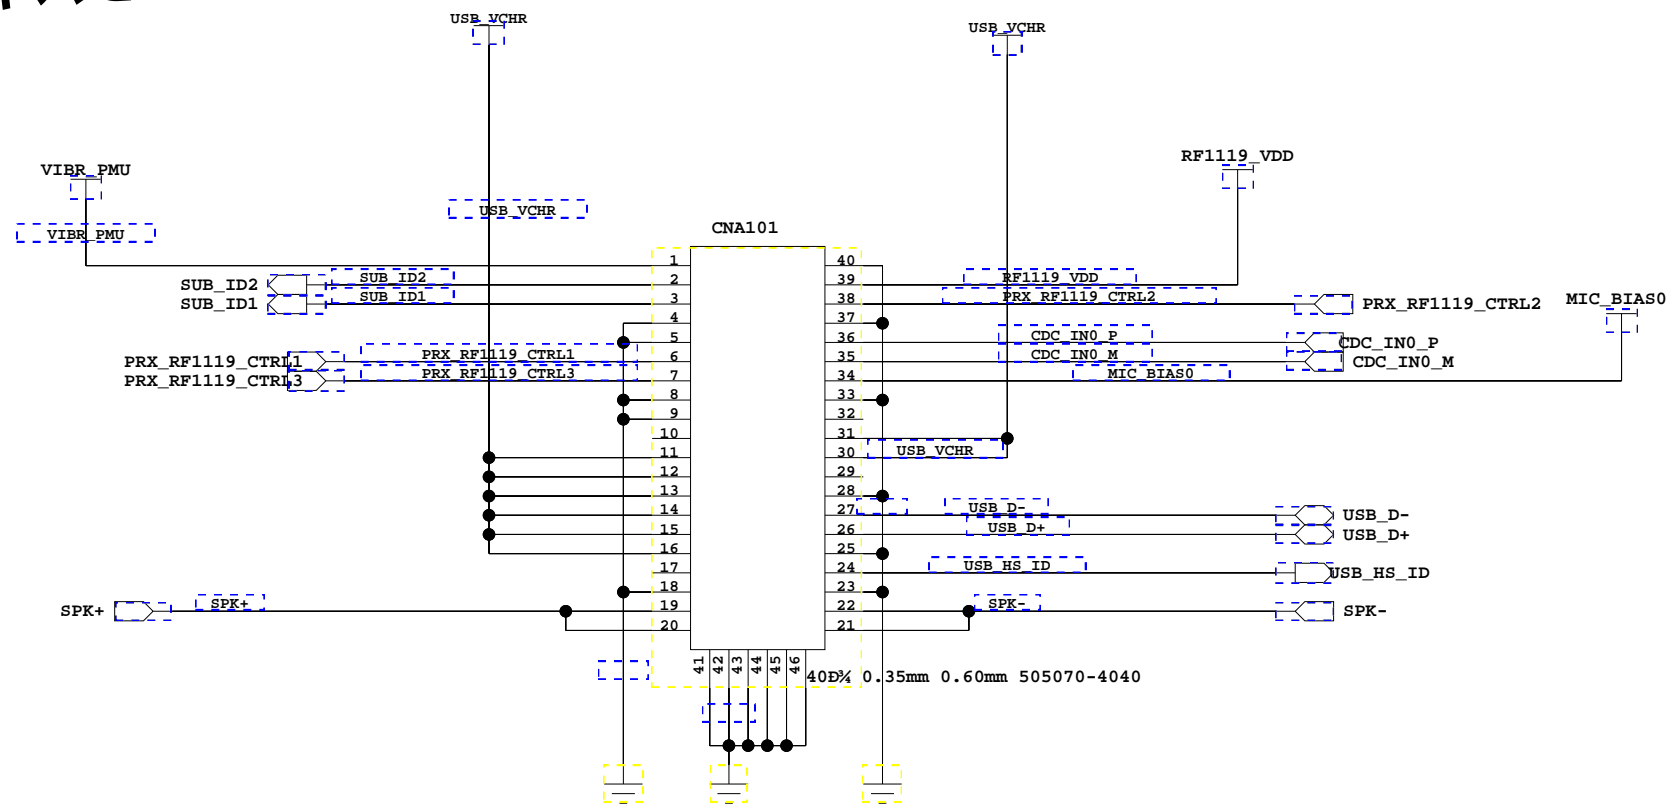 USB_VCHR
USB_VCHR
RF1119_VDD
VIBR_PMU
USB_VCHR
VIBR_PMU
CNA101
1 40
SUB_ID2 SUB_ID2 2 39 RF1119_VDD
SUB_ID1 SUB_ID1 3 38 PRX_RF1119_CTRL2 PRX_RF1119_CTRL2 MIC_BIAS0
4 37
5 36 CDC_IN0_P CDC_IN0_P
PRX_RF1119_CTRL1 PRX_RF1119_CTRL1 6 35 CDC_IN0_M CDC_IN0_M
PRX_RF1119_CTRL3 PRX_RF1119_CTRL3 7 34 MIC_BIAS0
8 33
9 32
10 31
11 30 USB_VCHR
12 29
13 28
14 27 USB_D- USB_D-
15 26 USB_D+ USB_D+
16 25
17 24 USB_HS_ID USB_HS_ID
18 23
SPK+ SPK+ 19 22 SPK- SPK-
20 21
41 42 43 44 45 46
40Ð¾ 0.35mm 0.60mm 505070-4040